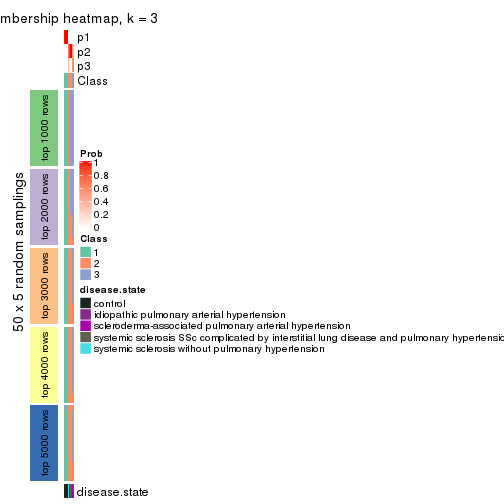 mbership heatmap, k = 3
p1
p2
p3
Class
50 x 5 random samplings
top 1000 rows
top 2000 rows
top 3000 rows
top 4000 rows
top 5000 rows
Prob
1
0.8
0.6
0.4
0.2
0
Class
1
2
3
disease.state
control
idiopathic pulmonary arterial hypertension
scleroderma-associated pulmonary arterial hypertension
systemic sclerosis SSc complicated by interstitial lung disease and pulmonary hypertensio
systemic sclerosis without pulmonary hypertension
disease.state